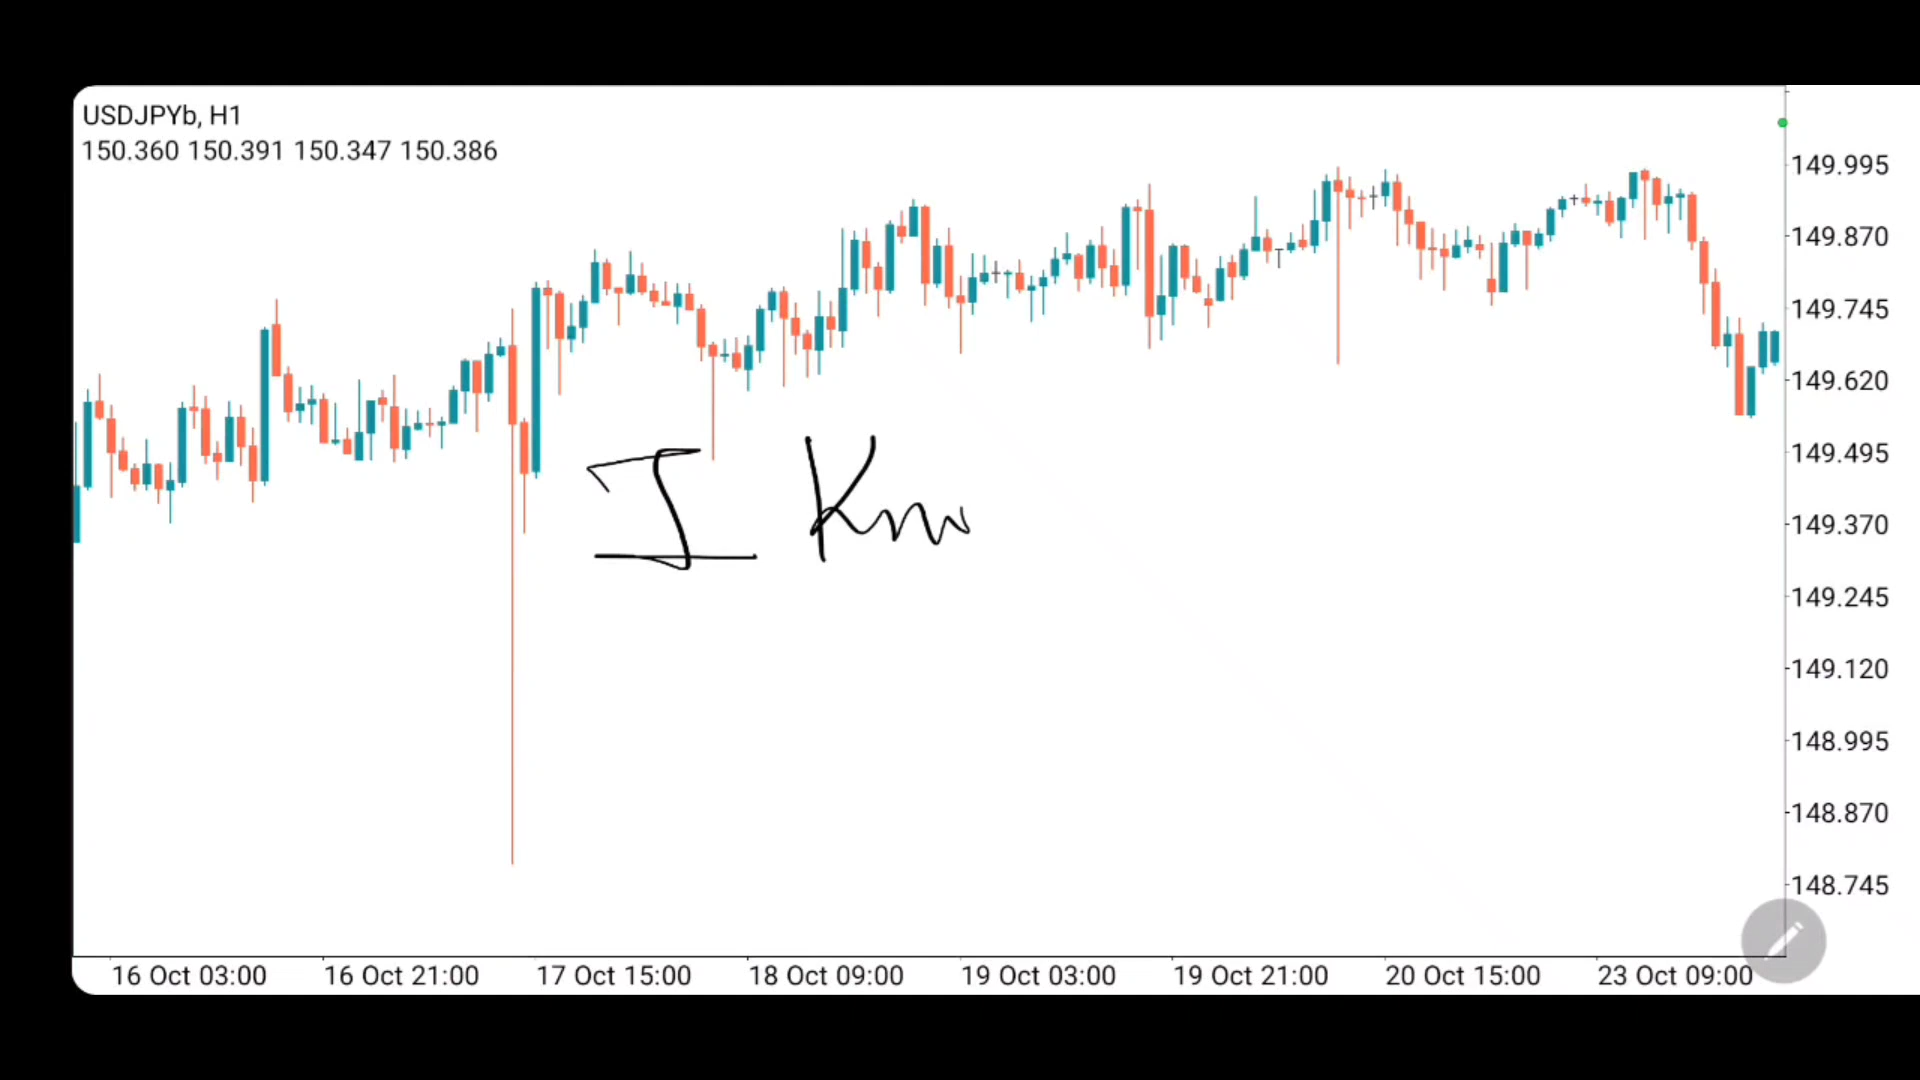 USDJPYb, H1
150.360 150.391 150.347 150.386
149.995
149.870
149.745
149.620
149.495
149.370
149.245
149.120
148.995
148.870
148.745
I Kno
16 Oct 03:00 16 Oct 21:00 17 Oct 15:00 18 Oct 09:00 19 Oct 03:00 19 Oct 21:00 20 Oct 15:00 23 Oct 09:00